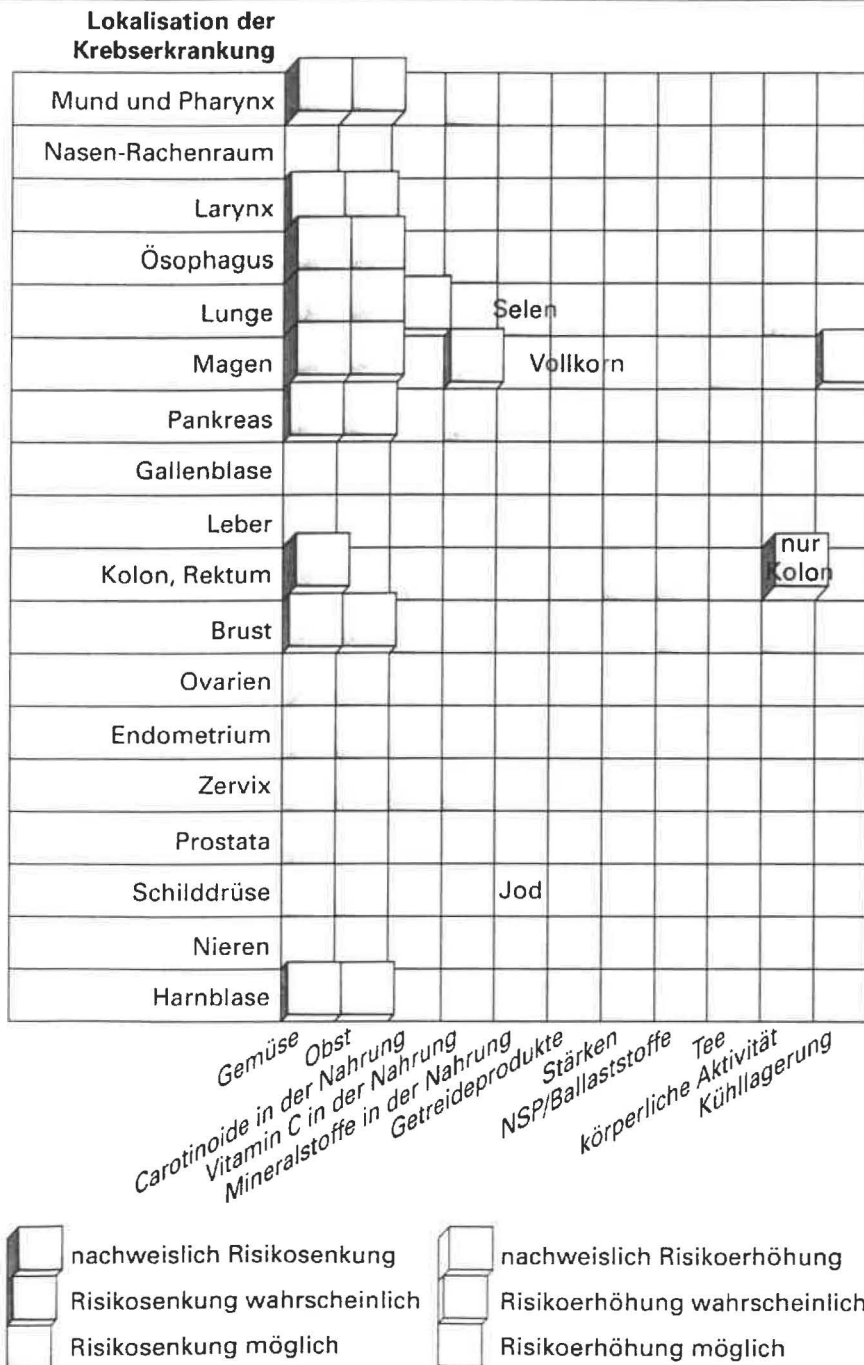 Lokalisation der
Krebserkrankung
Mund und Pharynx
Nasen-Rachenraum
Larynx
Ösophagus
Lunge
Selen
Magen
Vollkorn
Pankreas
Gallenblase
Leber
Kolon, Rektum
nur
Kolon
Brust
Ovarien
Endometrium
Zervix
Prostata
Schilddrüse
Jod
Nieren
Harnblase
Gemüse
Obst
Carotinoide in der Nahrung
Vitamin C in der Nahrung
Mineralstoffe in der Nahrung
Getreideprodukte
Stärken
NSP/Ballaststoffe
Tee
körperliche Aktivität
Kühllagerung
nachweislich Risikosenkung
Risikosenkung wahrscheinlich
Risikosenkung möglich
nachweislich Risikoerhöhung
Risikoerhöhung wahrscheinlich
Risikoerhöhung möglich